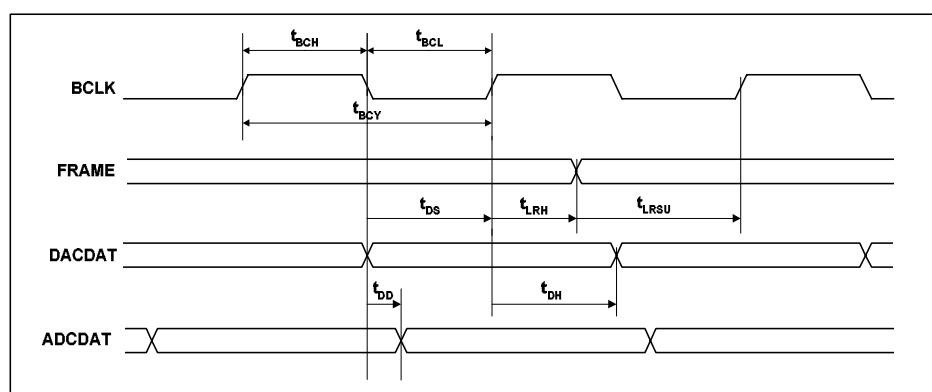 tBCH tBCL
BCLK
tBCY
FRAME
tDS tLRH tLRSU
DACDAT
tDD tDH
ADCDAT